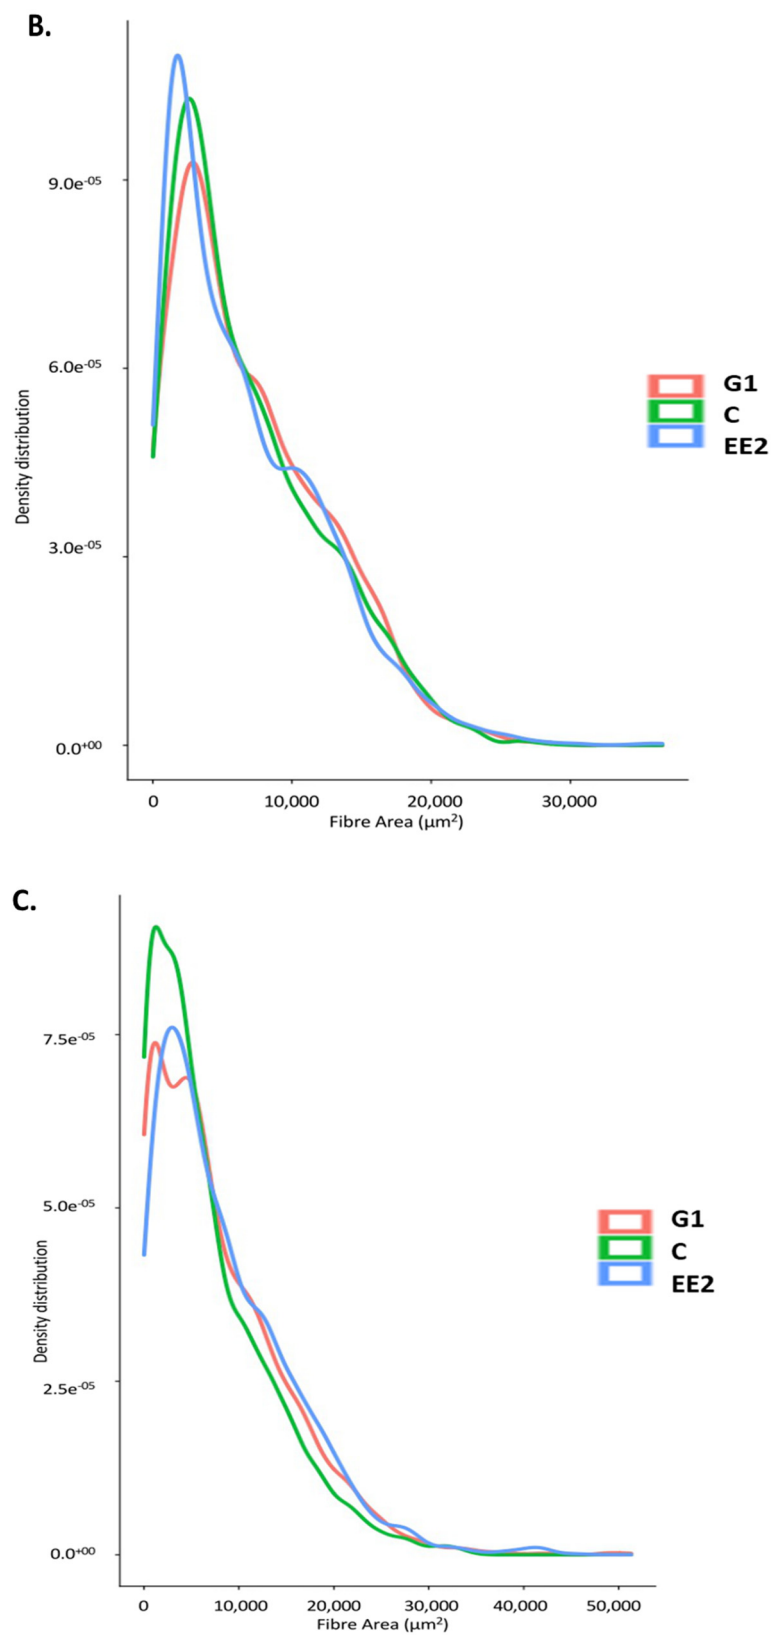 B.
9.0e-05
6.0e-05
3.0e-05
0.0+00
Density distribution
0 10,000 20,000 30,000
Fibre Area (µm²)
G1
C
EE2
C.
7.5e-05
5.0e-05
2.5e-05
0.0+00
Density distribution
0 10,000 20,000 30,000 40,000 50,000
Fibre Area (µm²)
G1
C
EE2